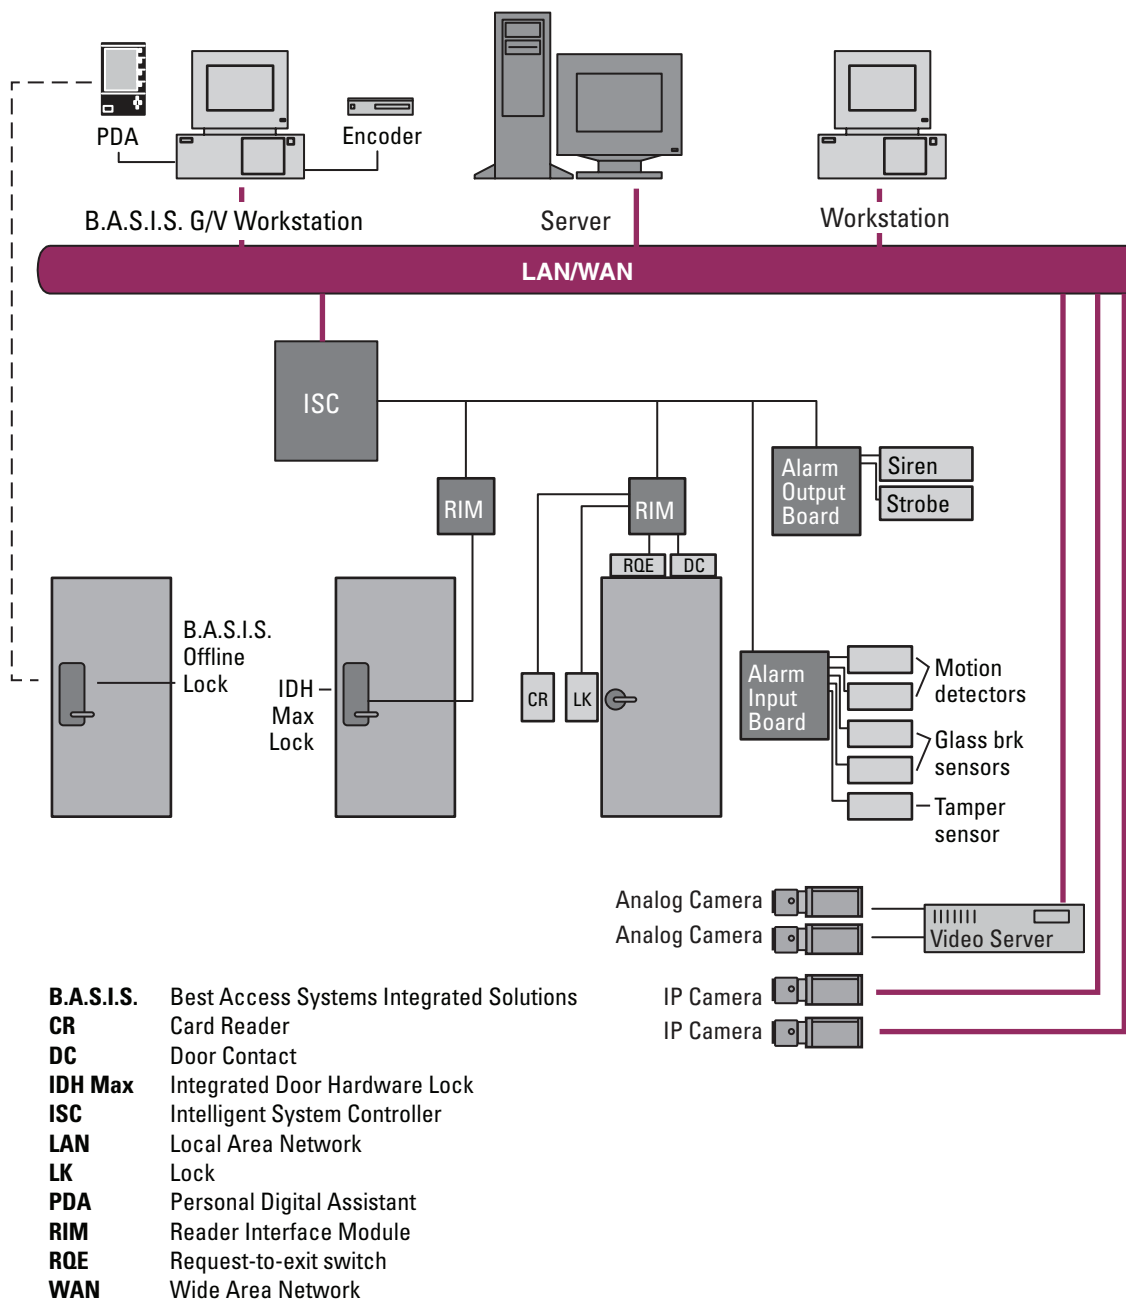 PDA
Encoder
B.A.S.I.S. G/V Workstation
Server
Workstation
LAN/WAN
ISC
RIM
RIM
Alarm
Output
Board
Siren
Strobe
RQE
DC
B.A.S.I.S.
Offline
Lock
IDH
Max
Lock
CR
LK
Alarm
Input
Board
Motion
detectors
Glass brk
sensors
Tamper
sensor
Analog Camera
Analog Camera
Video Server
IP Camera
IP Camera
B.A.S.I.S. Best Access Systems Integrated Solutions
CR Card Reader
DC Door Contact
IDH Max Integrated Door Hardware Lock
ISC Intelligent System Controller
LAN Local Area Network
LK Lock
PDA Personal Digital Assistant
RIM Reader Interface Module
RQE Request-to-exit switch
WAN Wide Area Network